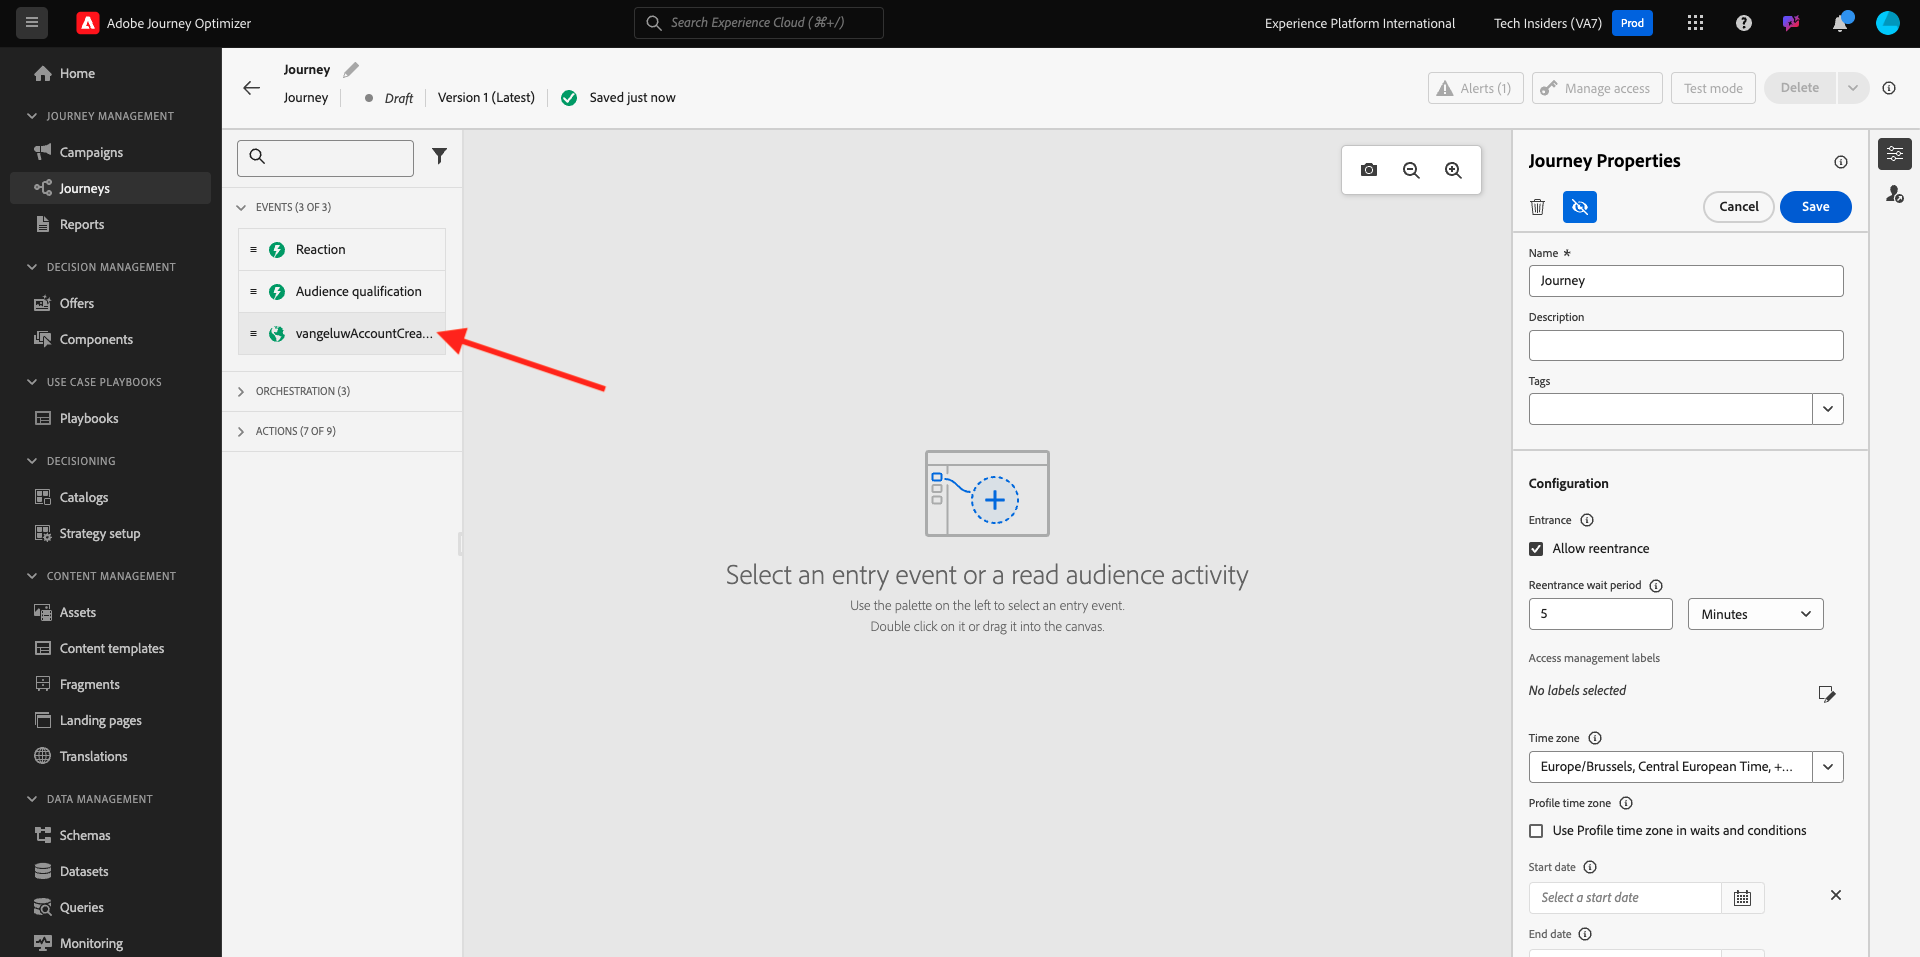 Adobe Journey Optimizer
Search Experience Cloud (⌘+/)
Experience Platform International
Tech Insiders (VA7)
Prod
Home
JOURNEY MANAGEMENT
Campaigns
Journeys
Reports
DECISION MANAGEMENT
Offers
Components
USE CASE PLAYBOOKS
Playbooks
DECISIONING
Catalogs
Strategy setup
CONTENT MANAGEMENT
Assets
Content templates
Fragments
Landing pages
Translations
DATA MANAGEMENT
Schemas
Datasets
Queries
Monitoring
Journey
Journey
Draft
Version 1 (Latest)
Saved just now
Alerts (1)
Manage access
Test mode
Delete
EVENTS (3 OF 3)
Reaction
Audience qualification
vangeluwAccountCrea...
ORCHESTRATION (3)
ACTIONS (7 OF 9)
Select an entry event or a read audience activity
Use the palette on the left to select an entry event.
Double click on it or drag it into the canvas.
Journey Properties
Cancel
Save
Name *
Journey
Description
Tags
Configuration
Entrance
Allow reentrance
Reentrance wait period
5
Minutes
Access management labels
No labels selected
Time zone
Europe/Brussels, Central European Time, +...
Profile time zone
Use Profile time zone in waits and conditions
Start date
Select a start date
End date